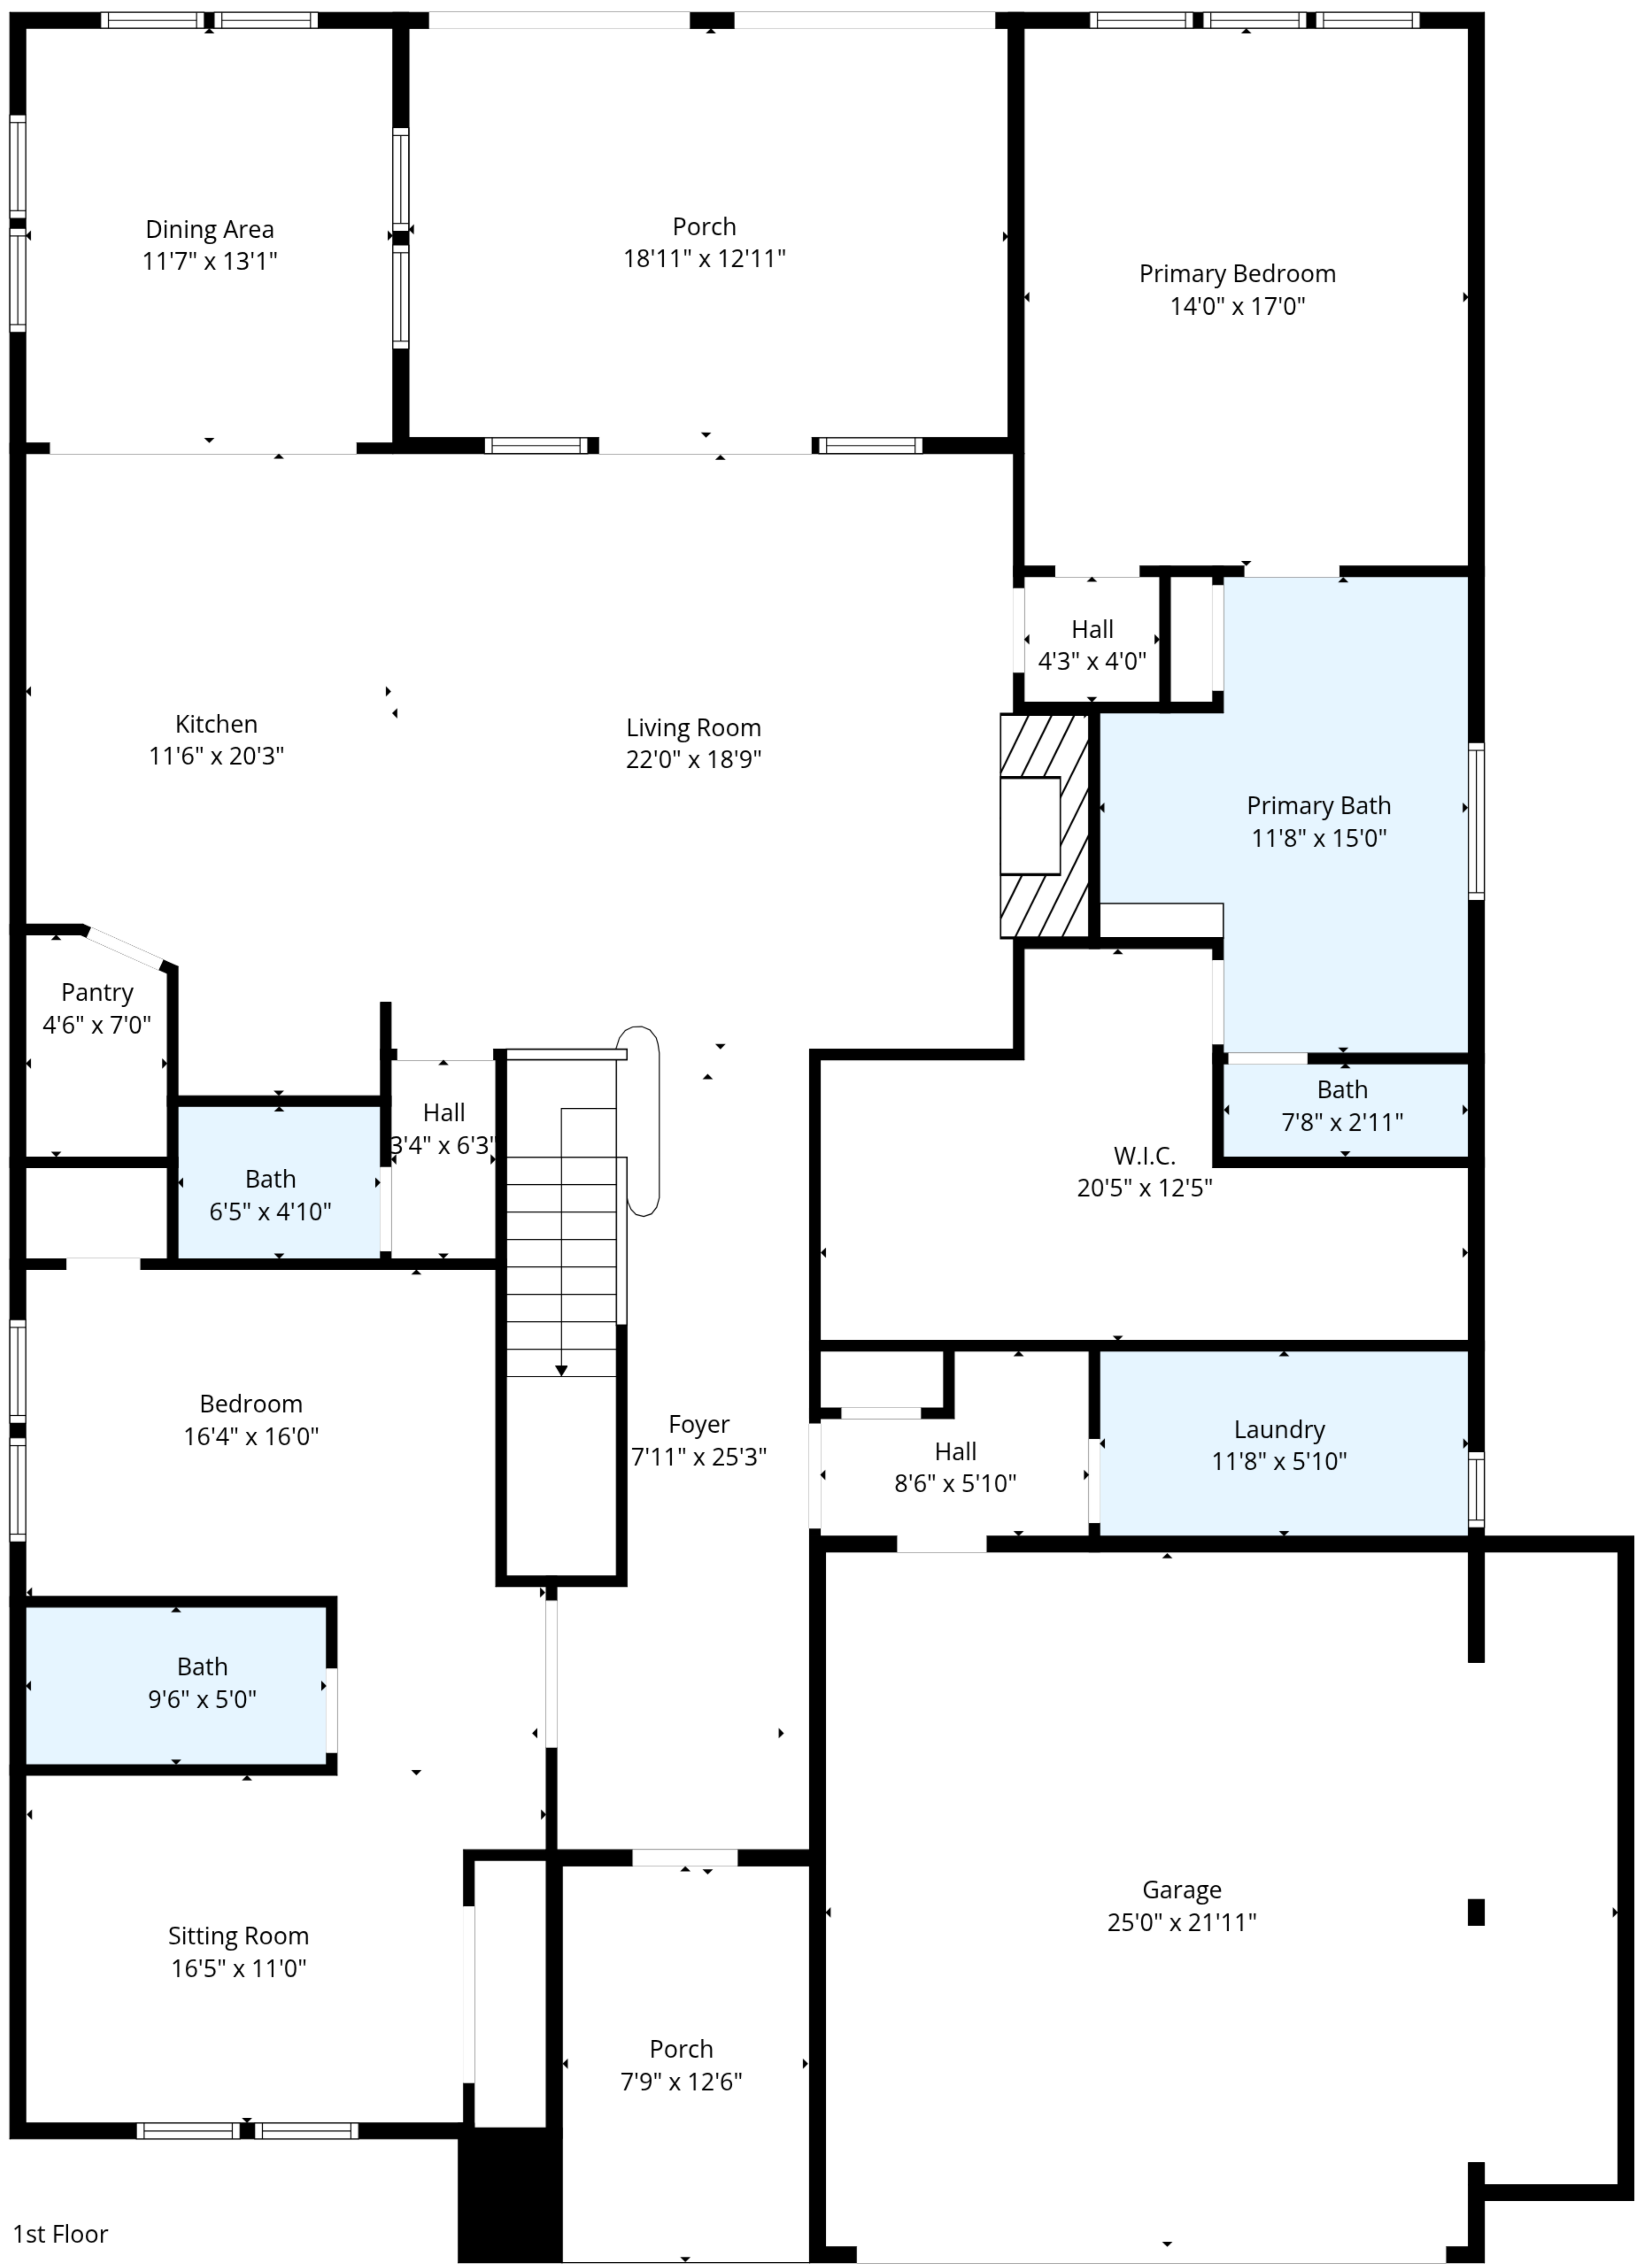 Dining Area
11'7" x 13'1"
Porch
18'11" x 12'11"
Primary Bedroom
14'0" x 17'0"
Hall
4'3" x 4'0"
Kitchen
11'6" x 20'3"
Living Room
22'0" x 18'9"
Primary Bath
11'8" x 15'0"
Pantry
4'6" x 7'0"
Hall
3'4" x 6'3"
Bath
7'8" x 2'11"
Bath
6'5" x 4'10"
W.I.C.
20'5" x 12'5"
Bedroom
16'4" x 16'0"
Foyer
7'11" x 25'3"
Hall
8'6" x 5'10"
Laundry
11'8" x 5'10"
Bath
9'6" x 5'0"
Garage
25'0" x 21'11"
Sitting Room
16'5" x 11'0"
Porch
7'9" x 12'6"
1st Floor